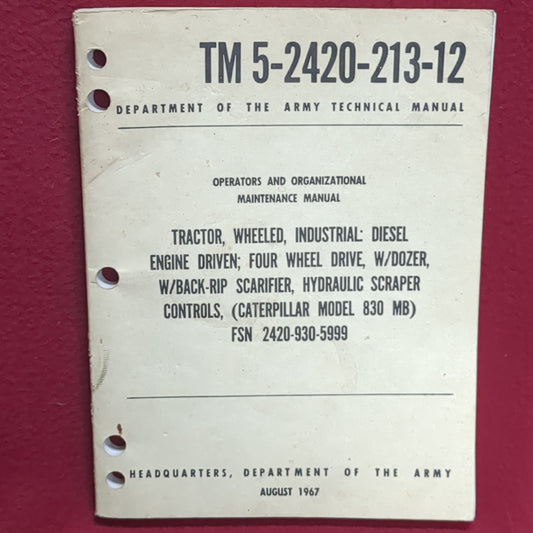 TM 5-2420-213-12
DEPARTMENT OF THE ARMY TECHNICAL MANUAL
OPERATORS AND ORGANIZATIONAL
MAINTENANCE MANUAL
TRACTOR, WHEELED, INDUSTRIAL: DIESEL
ENGINE DRIVEN; FOUR WHEEL DRIVE, W/DOZER,
W/BACK-RIP SCARIFIER, HYDRAULIC SCRAPER
CONTROLS, (CATERPILLAR MODEL 830 MB)
FSN 2420-930-5999
HEADQUARTERS, DEPARTMENT OF THE ARMY
AUGUST 1967